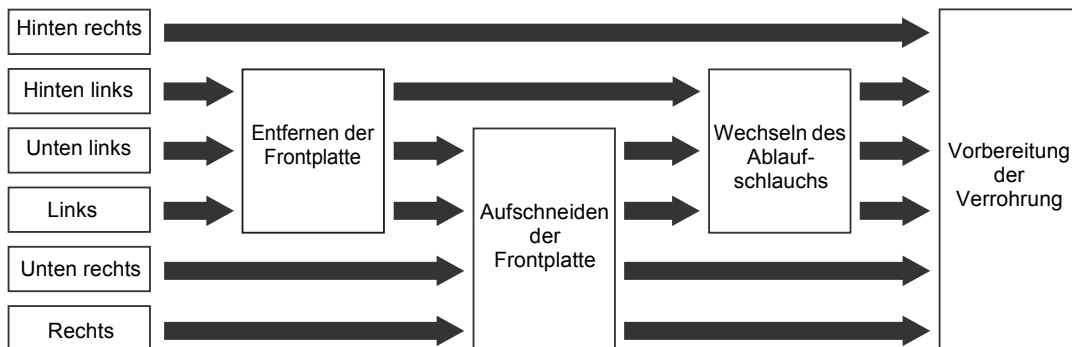 Hinten rechts
Hinten links
Unten links
Links
Unten rechts
Rechts
Entfernen der
Frontplatte
Aufschneiden
der
Frontplatte
Wechseln des
Ablauf-
schlauchs
Vorbereitung
der
Verrohrung